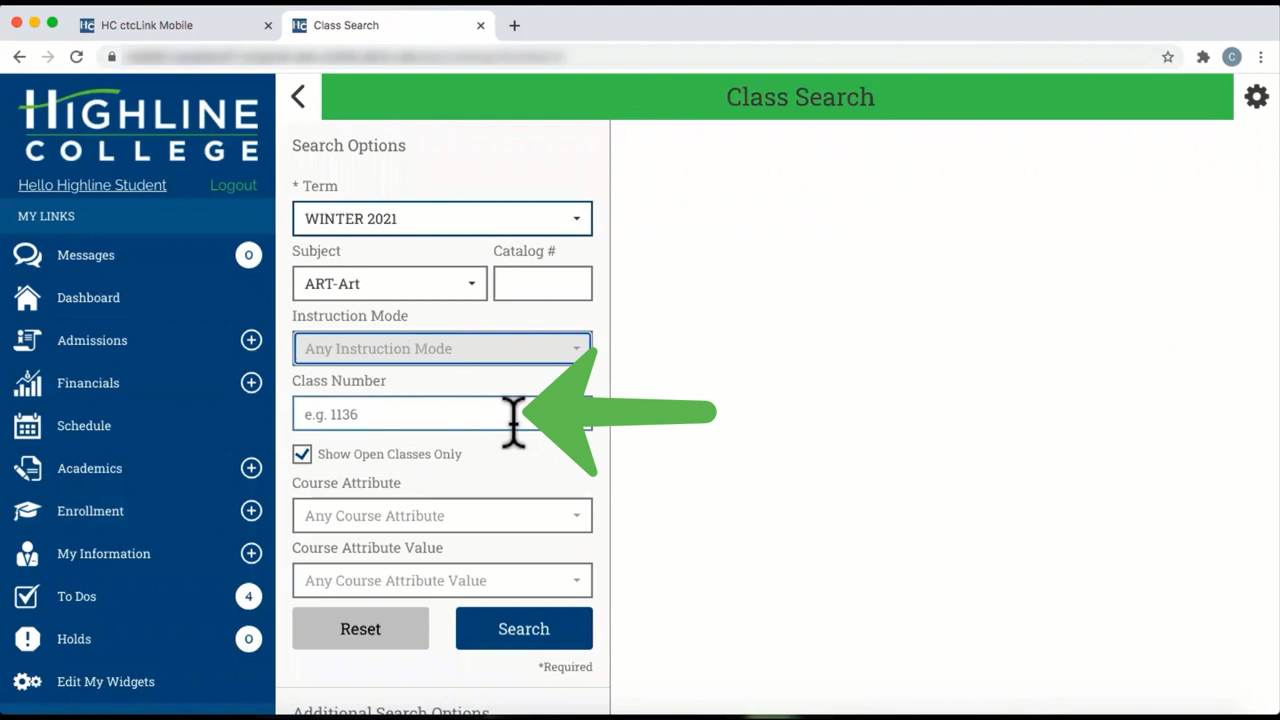 HC ctcLink Mobile
Class Search
C
HIGHLINE
COLLEGE
Hello Highline Student
Logout
MY LINKS
Messages
0
Dashboard
Admissions
Financials
Schedule
Academics
Enrollment
My Information
To Dos
4
Holds
0
Edit My Widgets
Class Search
Search Options
* Term
WINTER 2021
Subject
Catalog #
ART-Art
Instruction Mode
Any Instruction Mode
Class Number
e.g. 1136
Show Open Classes Only
Course Attribute
Any Course Attribute
Course Attribute Value
Any Course Attribute Value
Reset
Search
*Required
Additional Search Options